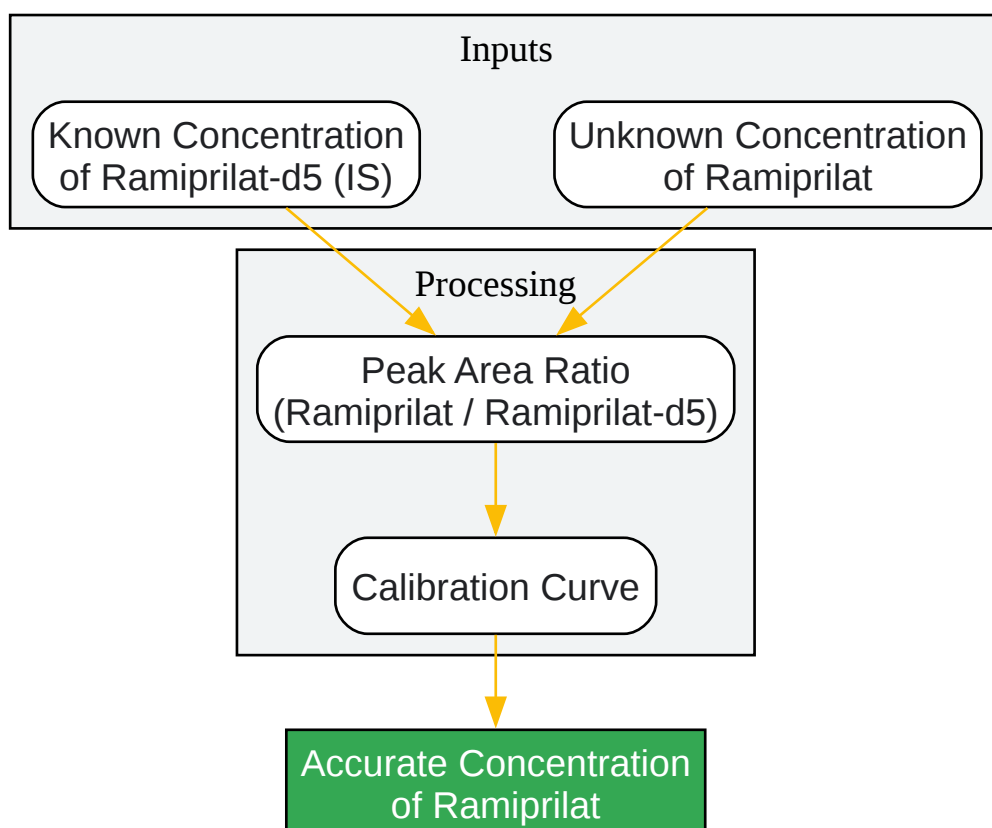 Inputs
Known Concentration
of Ramiprilat-d5 (IS)
Unknown Concentration
of Ramiprilat
Processing
Peak Area Ratio
(Ramiprilat / Ramiprilat-d5)
Calibration Curve
Accurate Concentration
of Ramiprilat